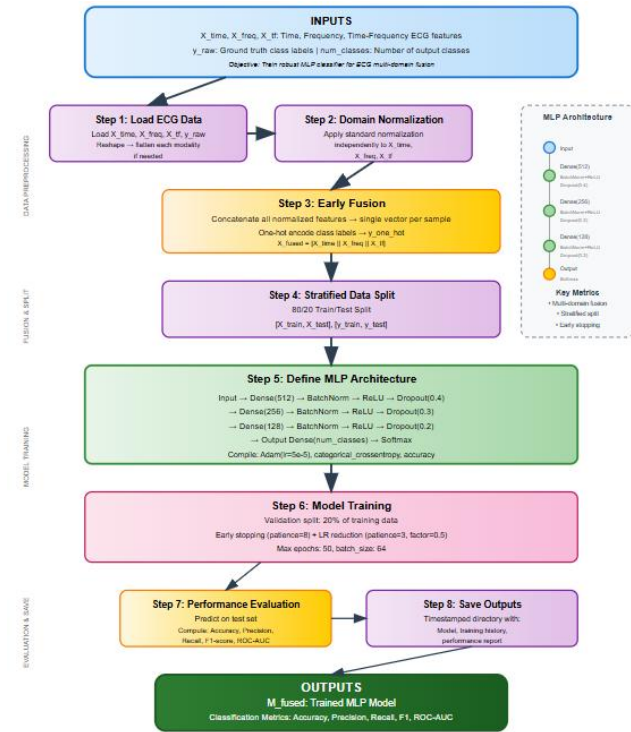 INPUTS
X_time, X_freq, X_tf: Time, Frequency, Time-Frequency ECG features
y_raw: Ground truth class labels | num_classes: Number of output classes
Objective: Train robust MLP classifier for ECG multi-domain fusion
DATA PREPROCESSING
Step 1: Load ECG Data
Load X_time, X_freq, X_tf, y_raw
Reshape → flatten each modality
if needed
Step 2: Domain Normalization
Apply standard normalization
independently to X_time,
X_freq, X_tf
MLP Architecture
Input
Dense(512)
BatchNorm+ReLU
Dropout(0.4)
Dense(256)
BatchNorm+ReLU
Dropout(0.3)
Dense(128)
BatchNorm+ReLU
Dropout(0.2)
Output
Softmax
Key Metrics
• Multi-domain fusion
• Stratified split
• Early stopping
Step 3: Early Fusion
Concatenate all normalized features → single vector per sample
One-hot encode class labels → y_one_hot
X_fused = [X_time || X_freq || X_tf]
FUSION & SPLIT
Step 4: Stratified Data Split
80/20 Train/Test Split
[X_train, X_test], [y_train, y_test]
MODEL TRAINING
Step 5: Define MLP Architecture
Input → Dense(512) → BatchNorm → ReLU → Dropout(0.4)
→ Dense(256) → BatchNorm → ReLU → Dropout(0.3)
→ Dense(128) → BatchNorm → ReLU → Dropout(0.2)
→ Output Dense(num_classes) → Softmax
Compile: Adam(lr=5e-5), categorical_crossentropy, accuracy
Step 6: Model Training
Validation split: 20% of training data
Early stopping (patience=8) + LR reduction (patience=3, factor=0.5)
Max epochs: 50, batch_size: 64
EVALUATION & SAVE
Step 7: Performance Evaluation
Predict on test set
Compute: Accuracy, Precision,
Recall, F1-score, ROC-AUC
Step 8: Save Outputs
Timestamped directory with:
Model, training history,
performance report
OUTPUTS
M_fused: Trained MLP Model
Classification Metrics: Accuracy, Precision, Recall, F1, ROC-AUC